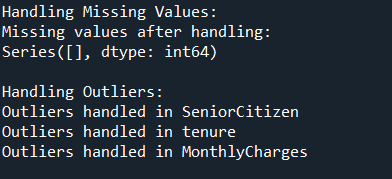 Handling Missing Values:
Missing values after handling:
Series([], dtype: int64)
Handling Outliers:
Outliers handled in SeniorCitizen
Outliers handled in tenure
Outliers handled in MonthlyCharges